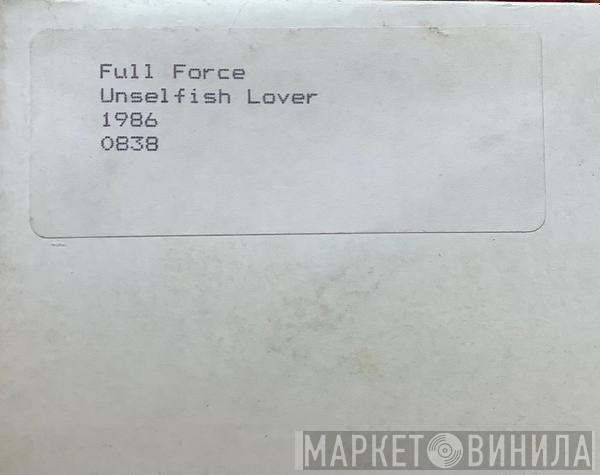 Full Force
Unselfish Lover
1986
0838
МАРКЕТ ВИНИЛА